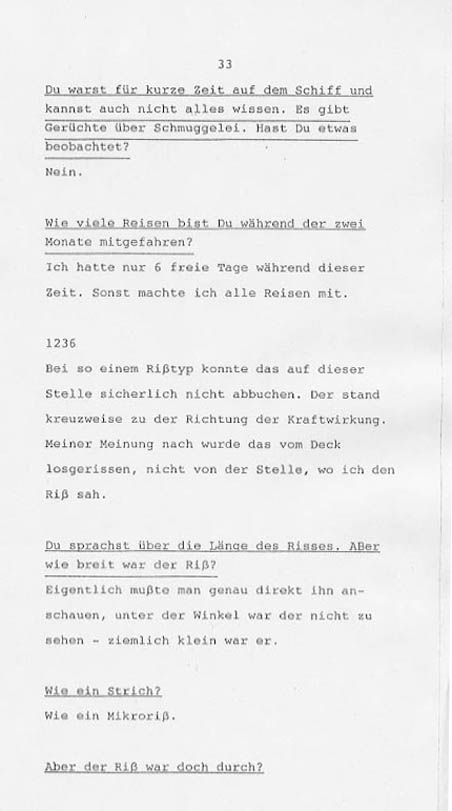 33
Du warst für kurze Zeit auf dem Schiff und
kannst auch nicht alles wissen. Es gibt
Gerüchte über Schmuggelei. Hast Du etwas
beobachtet?
Nein.
Wie viele Reisen bist Du während der zwei
Monate mitgefahren?
Ich hatte nur 6 freie Tage während dieser
Zeit. Sonst machte ich alle Reisen mit.
1236
Bei so einem Rißtyp konnte das auf dieser
Stelle sicherlich nicht abbuchen. Der stand
kreuzweise zu der Richtung der Kraftwirkung.
Meiner Meinung nach wurde das vom Deck
losgerissen, nicht von der Stelle, wo ich den
Riß sah.
Du sprachst über die Länge des Risses. ABer
wie breit war der Riß?
Eigentlich mußte man genau direkt ihn an-
schauen, unter der Winkel war der nicht zu
sehen - ziemlich klein war er.
Wie ein Strich?
Wie ein Mikroriß.
Aber der Riß war doch durch?